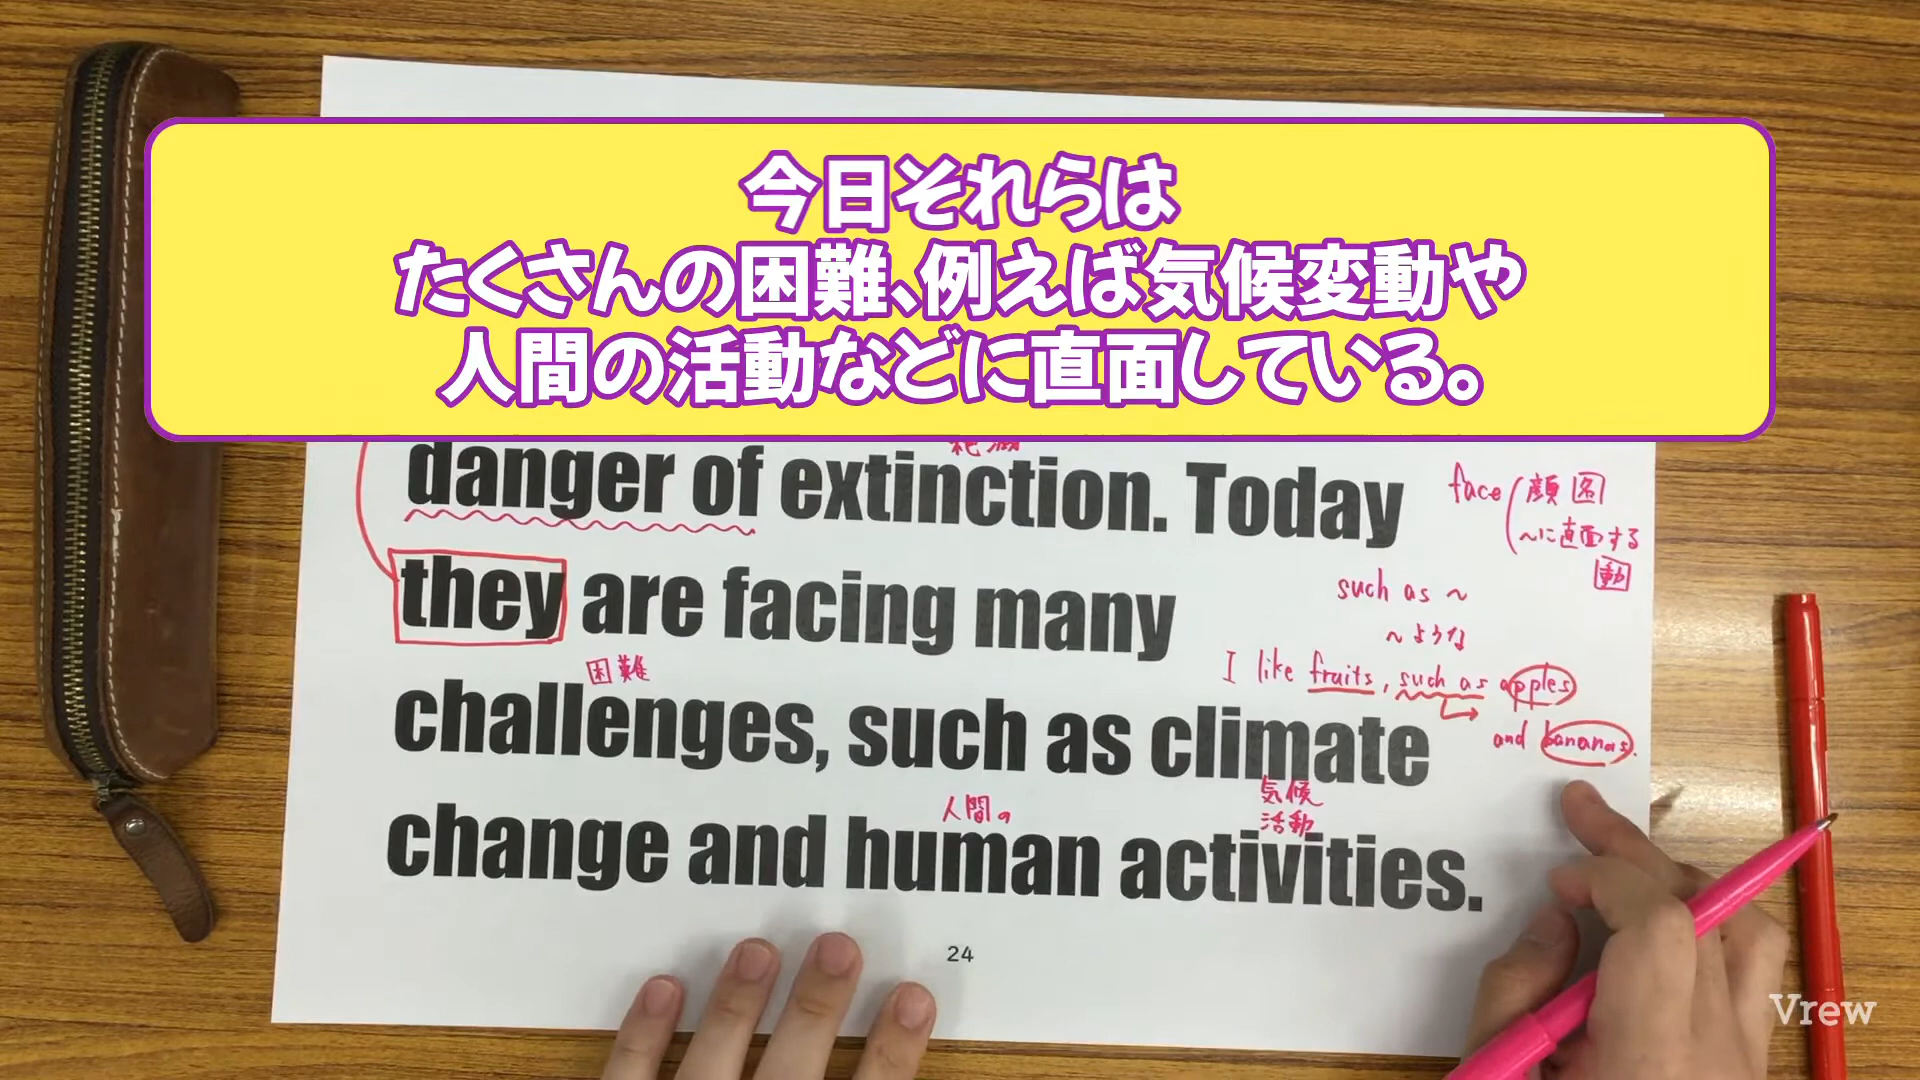 今日それらは
たくさんの困難、例えば気候変動や
人間の活動などに直面している。
絶滅
danger of extinction. Today
face 顔 名
〜に直面する
動
they are facing many
such as 〜
〜ような
I like fruits, such as apples
and bananas.
困難
challenges, such as climate
気候
人間の
活動
change and human activities.
24
Vrew